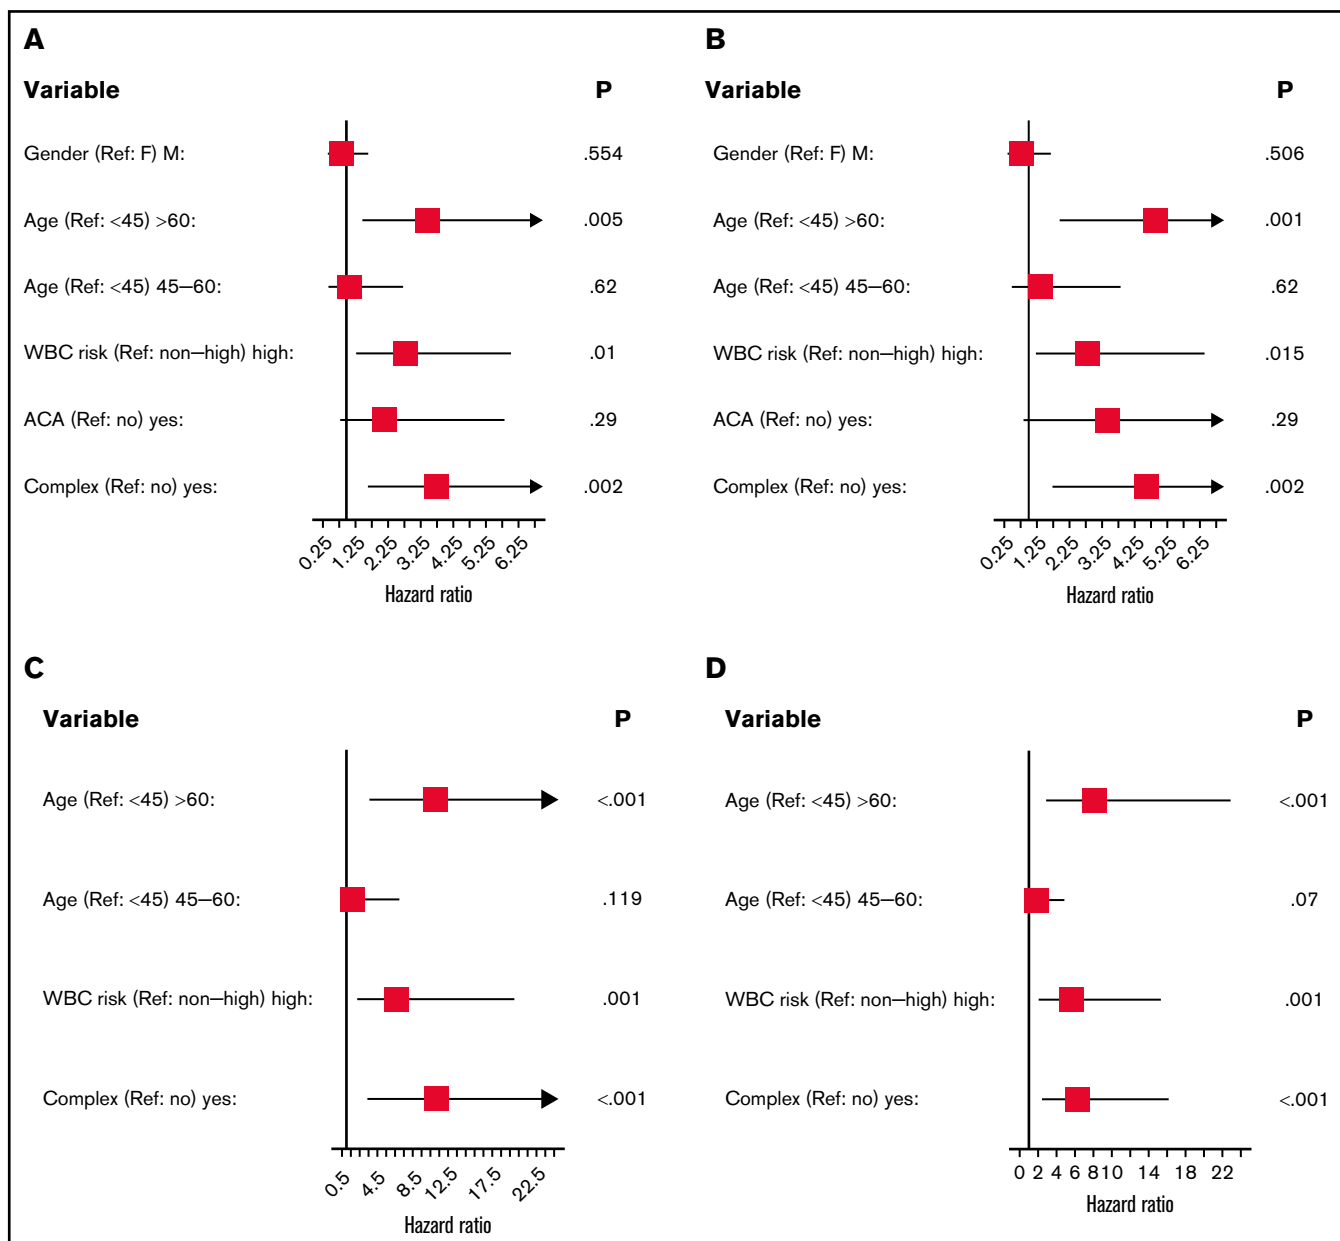 A
Variable P
Gender (Ref: F) M: .554
Age (Ref: <45) >60: .005
Age (Ref: <45) 45–60: .62
WBC risk (Ref: non–high) high: .01
ACA (Ref: no) yes: .29
Complex (Ref: no) yes: .002
0.25 1.25 2.25 3.25 4.25 5.25 6.25
Hazard ratio
B
Variable P
Gender (Ref: F) M: .506
Age (Ref: <45) >60: .001
Age (Ref: <45) 45–60: .62
WBC risk (Ref: non–high) high: .015
ACA (Ref: no) yes: .29
Complex (Ref: no) yes: .002
0.25 1.25 2.25 3.25 4.25 5.25 6.25
Hazard ratio
C
Variable P
Age (Ref: <45) >60: <.001
Age (Ref: <45) 45–60: .119
WBC risk (Ref: non–high) high: .001
Complex (Ref: no) yes: <.001
0.5 4.5 8.5 12.5 17.5 22.5
Hazard ratio
D
Variable P
Age (Ref: <45) >60: <.001
Age (Ref: <45) 45–60: .07
WBC risk (Ref: non–high) high: .001
Complex (Ref: no) yes: <.001
0 2 4 6 8 10 14 18 22
Hazard ratio